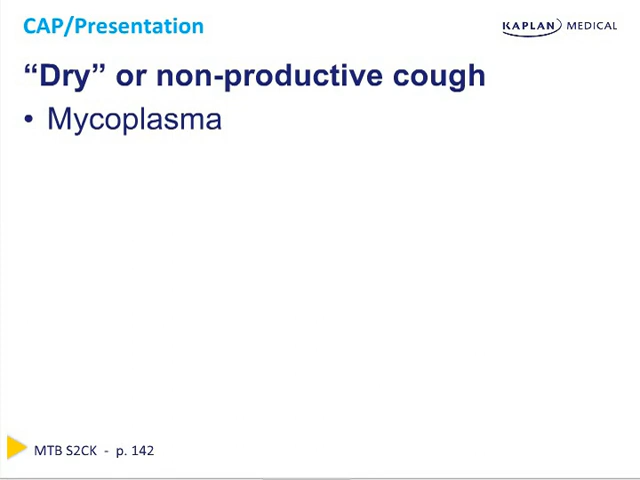 CAP/Presentation
KAPLAN MEDICAL
“Dry” or non-productive cough
• Mycoplasma
MTB S2CK - p. 142